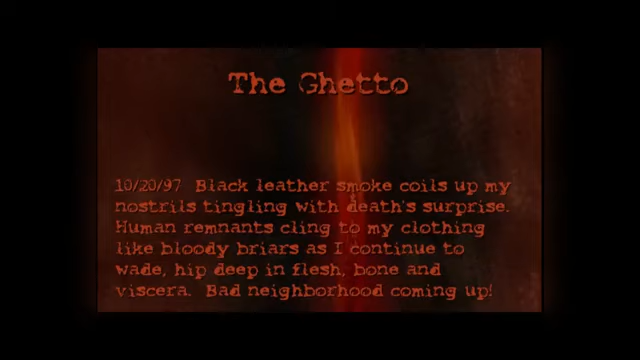 The Ghetto
10/20/97 Black leather smoke coils up my
nostrils tingling with death's surprise.
Human remnants cling to my clothing
like bloody briars as I continue to
wade, hip deep in flesh, bone and
viscera. Bad neighborhood coming up!